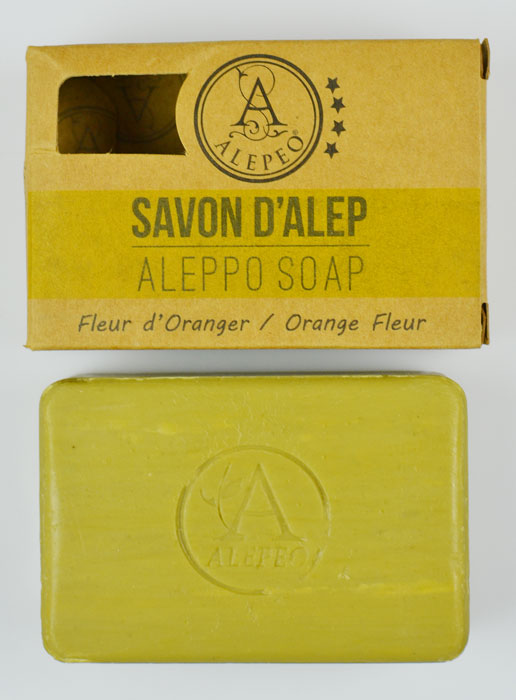 A
ALEPEO®
SAVON D'ALEP
ALEPPO SOAP
Fleur d'Oranger / Orange Fleur
A
ALEPEO